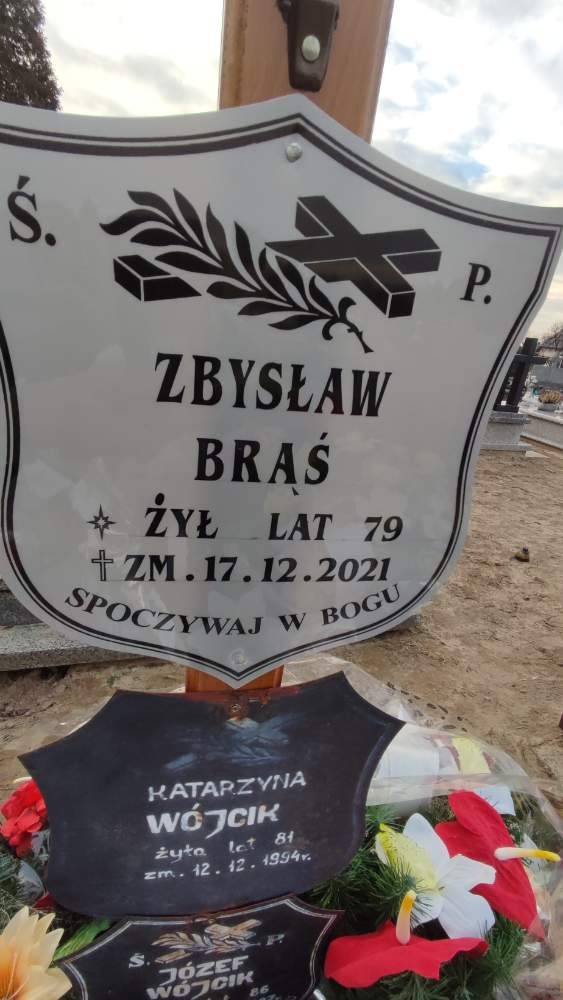 Ś. P.
ZBYSŁAW
BRĄŚ
ŻYŁ LAT 79
ZM. 17.12.2021
SPOCZYWAJ W BOGU
KATARZYNA
WÓJCIK
żyła lat 81
zm. 12.12.1994r.
Ś. P.
JÓZEF
WÓJCIK
86